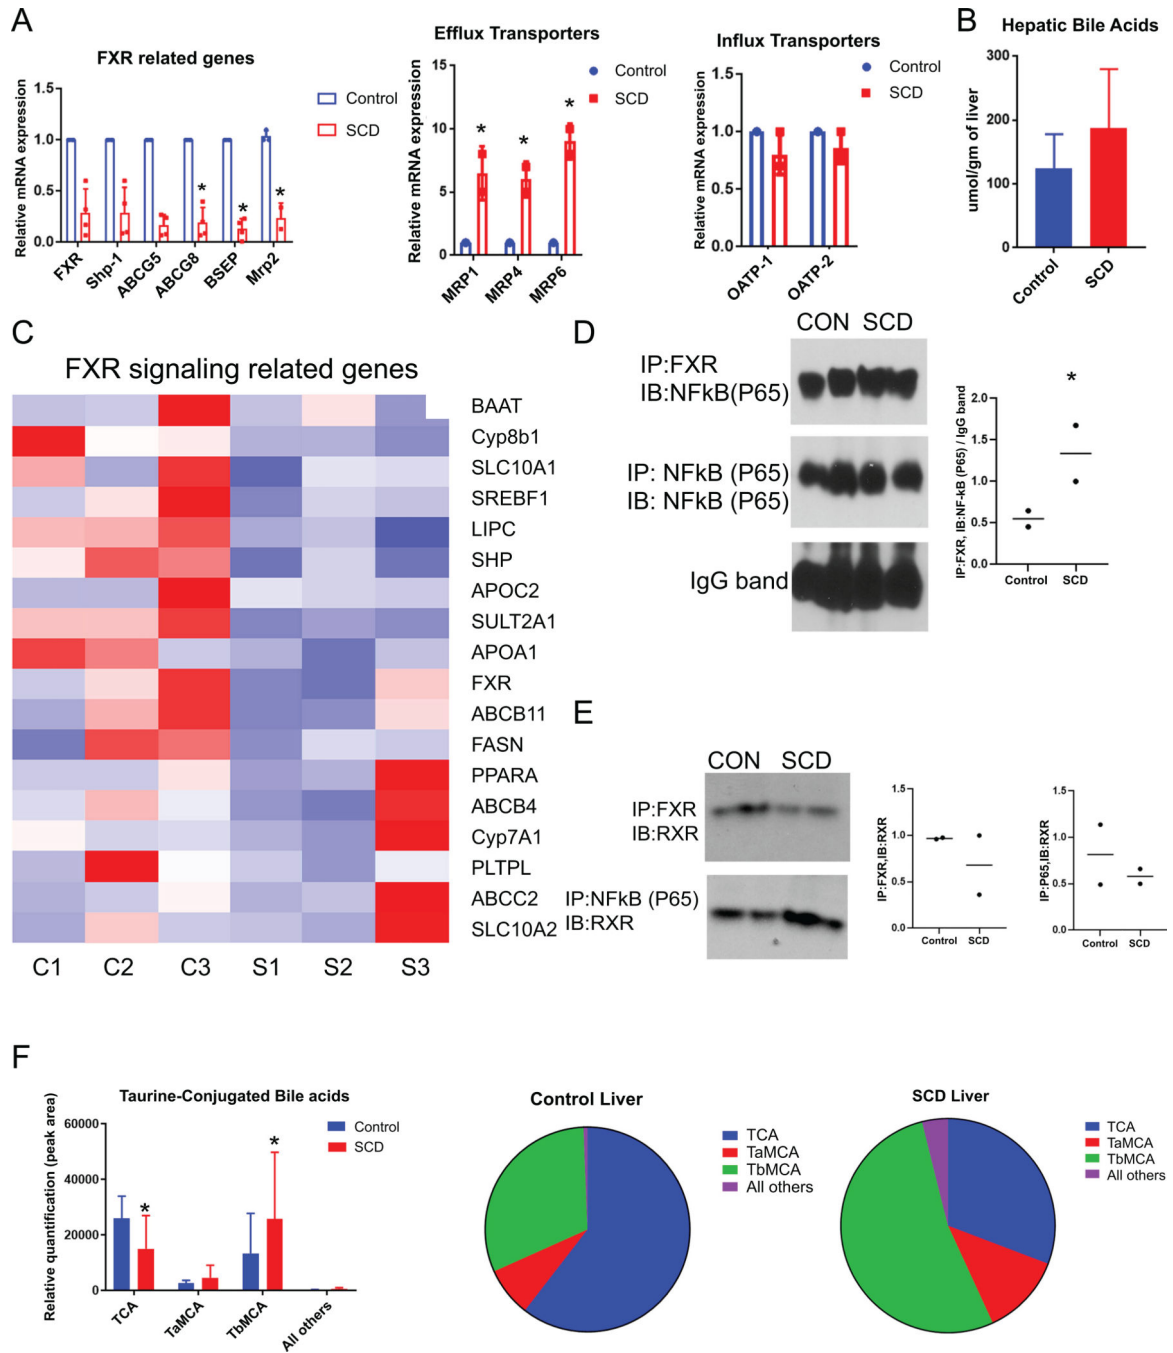 A
FXR related genes
Relative mRNA expression
1.5
1.0
0.5
0.0
Control
SCD
*
*
*
FXR
Shp-1
ABCG5
ABCG8
BSEP
Mrp2
Efflux Transporters
Relative mRNA expression
15
10
5
0
Control
SCD
*
*
*
MRP1
MRP4
MRP6
Influx Transporters
Relative mRNA expression
1.5
1.0
0.5
0.0
Control
SCD
OATP-1
OATP-2
B
Hepatic Bile Acids
umol/gm of liver
300
200
100
0
Control
SCD
C
FXR signaling related genes
BAAT
Cyp8b1
SLC10A1
SREBF1
LIPC
SHP
APOC2
SULT2A1
APOA1
FXR
ABCB11
FASN
PPARA
ABCB4
Cyp7A1
PLTPL
ABCC2
SLC10A2
C1 C2 C3 S1 S2 S3
D
CON SCD
IP:FXR
IB:NFkB(P65)
IP: NFkB (P65)
IB: NFkB (P65)
IgG band
IP:FXR, IB:NF-kB (P65) / IgG band
2.0
1.5
1.0
0.5
0.0
*
Control SCD
E
CON SCD
IP:FXR
IB:RXR
IP:NFkB (P65)
IB:RXR
IP:FXR,IB:RXR
1.5
1.0
0.5
0.0
Control SCD
IP:P65,IB:RXR
1.5
1.0
0.5
0.0
Control SCD
F
Taurine-Conjugated Bile acids
Relative quantification (peak area)
60000
40000
20000
0
Control
SCD
*
*
TCA
TaMCA
TbMCA
All others
Control Liver
TCA
TaMCA
TbMCA
All others
SCD Liver
TCA
TaMCA
TbMCA
All others